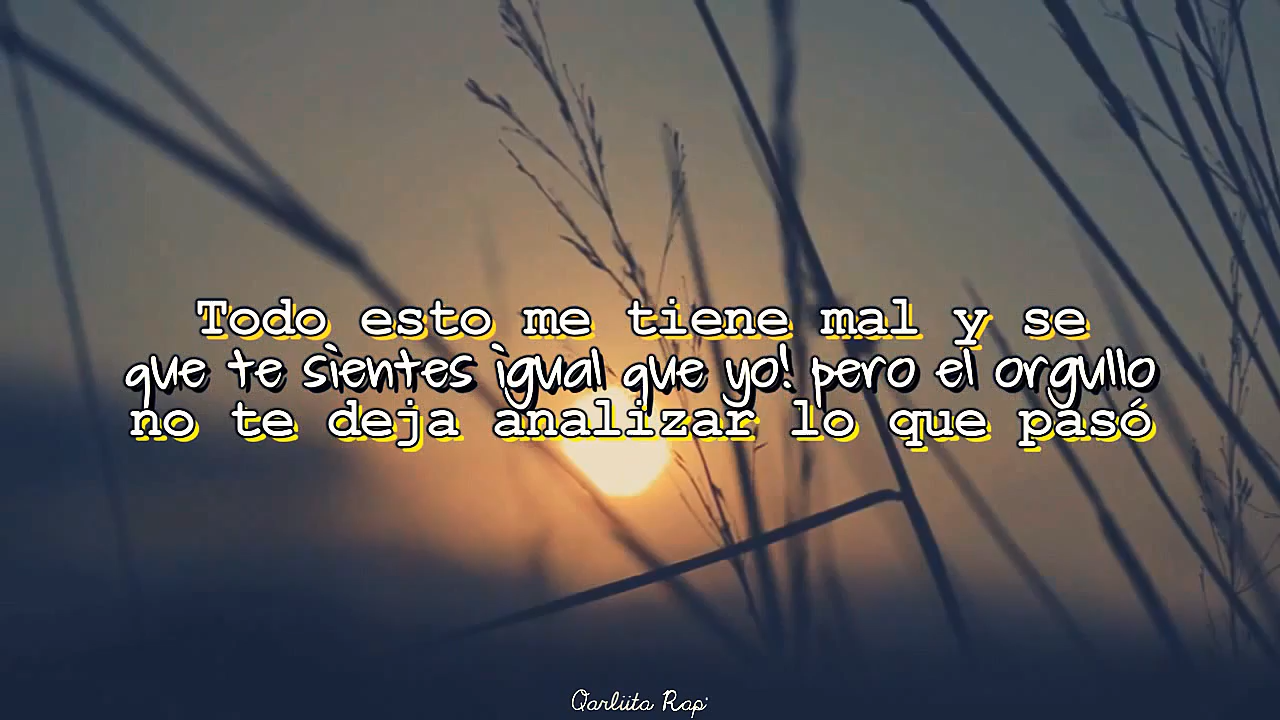 Todo esto me tiene mal y se
que te sientes igual que yo! pero el orgullo
no te deja analizar lo que pasó
Qarliita Rap